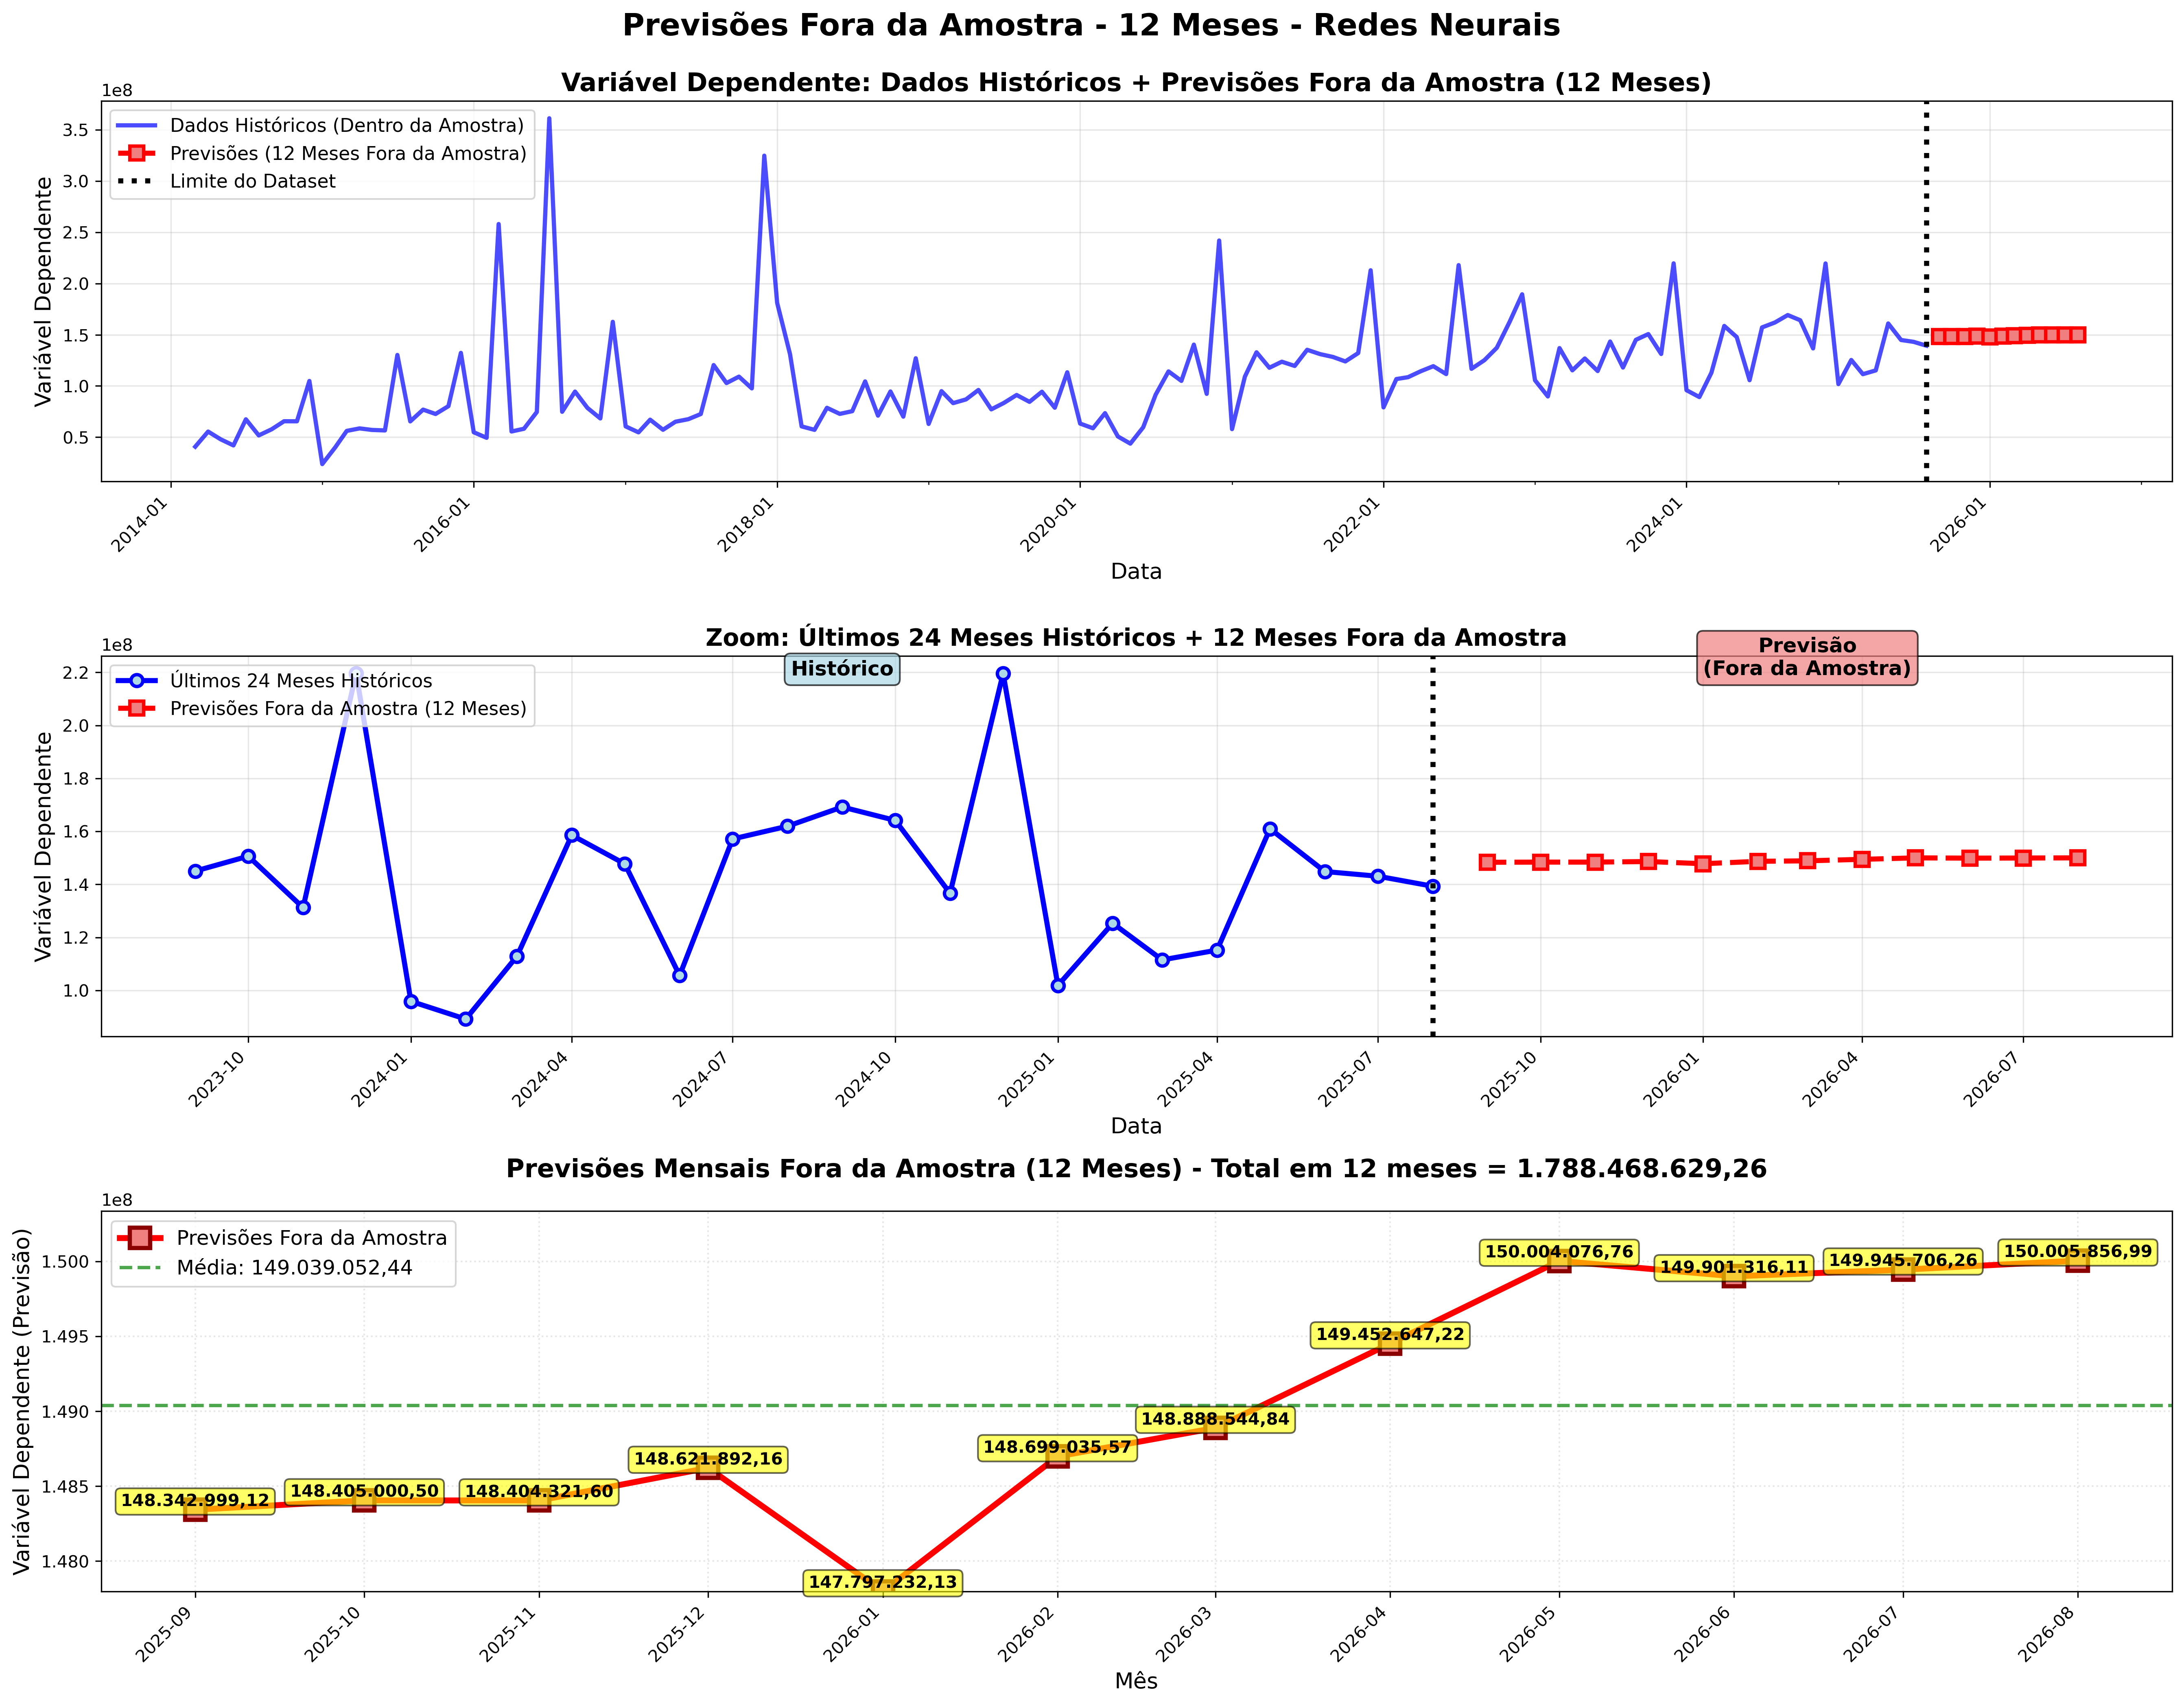 Previsões Fora da Amostra - 12 Meses - Redes Neurais
Variável Dependente: Dados Históricos + Previsões Fora da Amostra (12 Meses)
1e8
Dados Históricos (Dentro da Amostra)
Previsões (12 Meses Fora da Amostra)
Limite do Dataset
Variável Dependente
3.5
3.0
2.5
2.0
1.5
1.0
0.5
2014-01
2016-01
2018-01
2020-01
2022-01
2024-01
2026-01
Data
Zoom: Últimos 24 Meses Históricos + 12 Meses Fora da Amostra
1e8
Últimos 24 Meses Históricos
Previsões Fora da Amostra (12 Meses)
Histórico
Previsão
(Fora da Amostra)
Variável Dependente
2.2
2.0
1.8
1.6
1.4
1.2
1.0
2023-10
2024-01
2024-04
2024-07
2024-10
2025-01
2025-04
2025-07
2025-10
2026-01
2026-04
2026-07
Data
Previsões Mensais Fora da Amostra (12 Meses) - Total em 12 meses = 1.788.468.629,26
1e8
Previsões Fora da Amostra
Média: 149.039.052,44
Variável Dependente (Previsão)
1.500
1.495
1.490
1.485
1.480
148.342.999,12
148.405.000,50
148.404.321,60
148.621.892,16
147.797.232,13
148.699.035,57
148.888.544,84
149.452.647,22
150.004.076,76
149.901.316,11
149.945.706,26
150.005.856,99
2025-09
2025-10
2025-11
2025-12
2026-01
2026-02
2026-03
2026-04
2026-05
2026-06
2026-07
2026-08
Mês